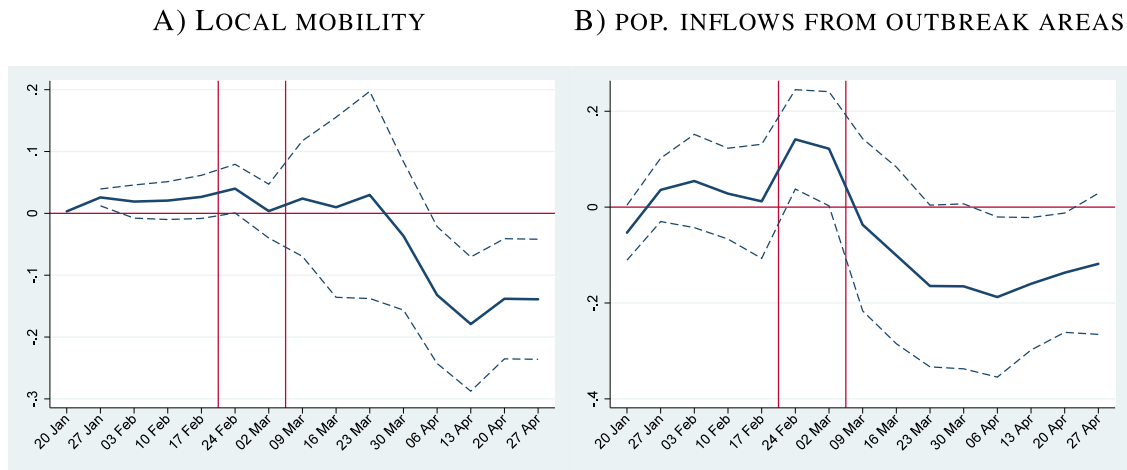 A) LOCAL MOBILITY
B) POP. INFLOWS FROM OUTBREAK AREAS
.2
.1
0
-.1
-.2
-.3
20 Jan
27 Jan
03 Feb
10 Feb
17 Feb
24 Feb
02 Mar
09 Mar
16 Mar
23 Mar
30 Mar
06 Apr
13 Apr
20 Apr
27 Apr
.2
0
-.2
-.4
20 Jan
27 Jan
03 Feb
10 Feb
17 Feb
24 Feb
02 Mar
09 Mar
16 Mar
23 Mar
30 Mar
06 Apr
13 Apr
20 Apr
27 Apr